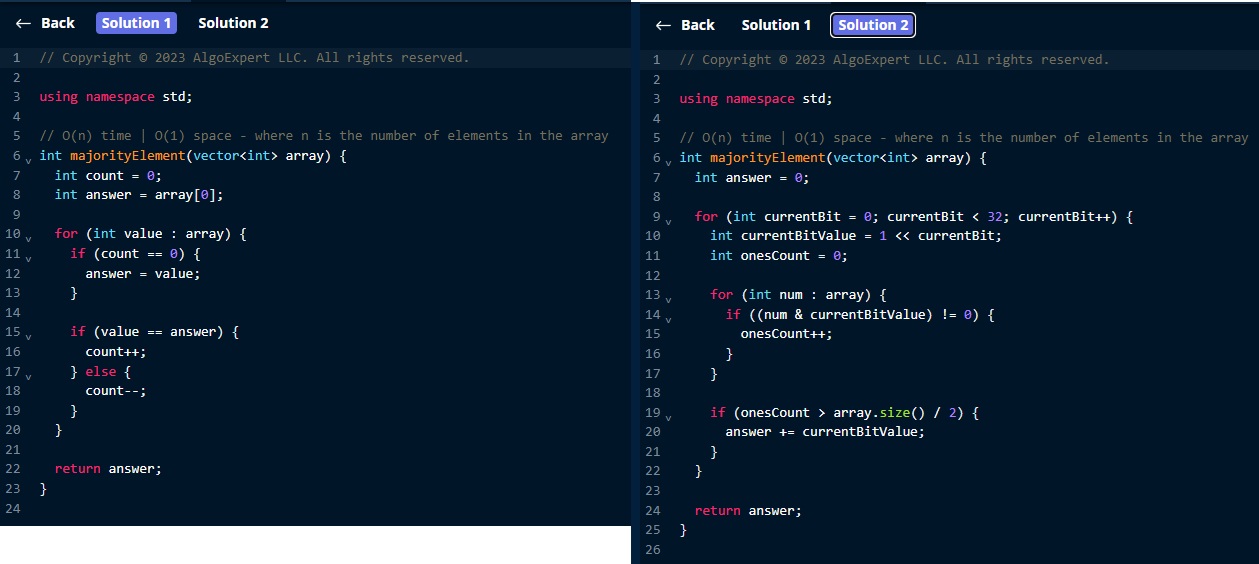 ← Back Solution 1 Solution 2
1 // Copyright © 2023 AlgoExpert LLC. All rights reserved.
2
3 using namespace std;
4
5 // O(n) time | O(1) space - where n is the number of elements in the array
6 int majorityElement(vector<int> array) {
7   int count = 0;
8   int answer = array[0];
9
10   for (int value : array) {
11     if (count == 0) {
12       answer = value;
13     }
14
15     if (value == answer) {
16       count++;
17     } else {
18       count--;
19     }
20   }
21
22   return answer;
23 }
24
← Back Solution 1 Solution 2
1 // Copyright © 2023 AlgoExpert LLC. All rights reserved.
2
3 using namespace std;
4
5 // O(n) time | O(1) space - where n is the number of elements in the array
6 int majorityElement(vector<int> array) {
7   int answer = 0;
8
9   for (int currentBit = 0; currentBit < 32; currentBit++) {
10     int currentBitValue = 1 << currentBit;
11     int onesCount = 0;
12
13     for (int num : array) {
14       if ((num & currentBitValue) != 0) {
15         onesCount++;
16       }
17     }
18
19     if (onesCount > array.size() / 2) {
20       answer += currentBitValue;
21     }
22   }
23
24   return answer;
25 }
26